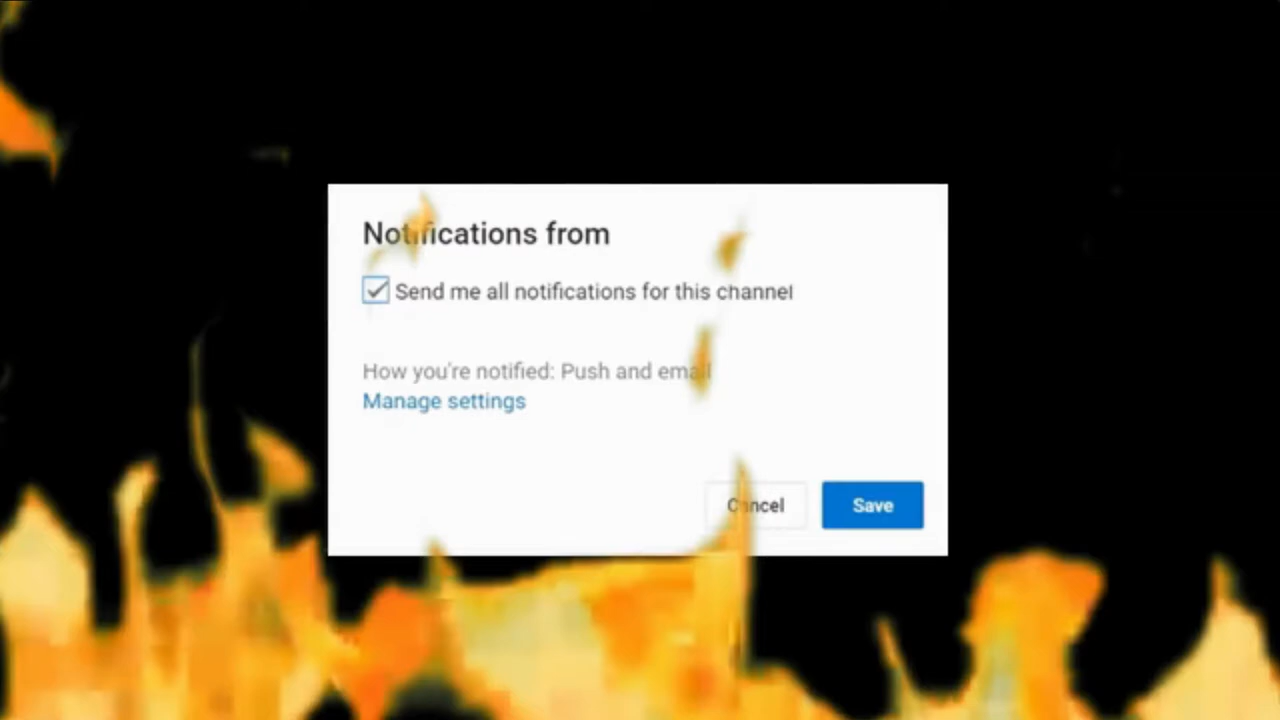 Notifications from
Send me all notifications for this channel
How you're notified: Push and email
Manage settings
Cancel
Save